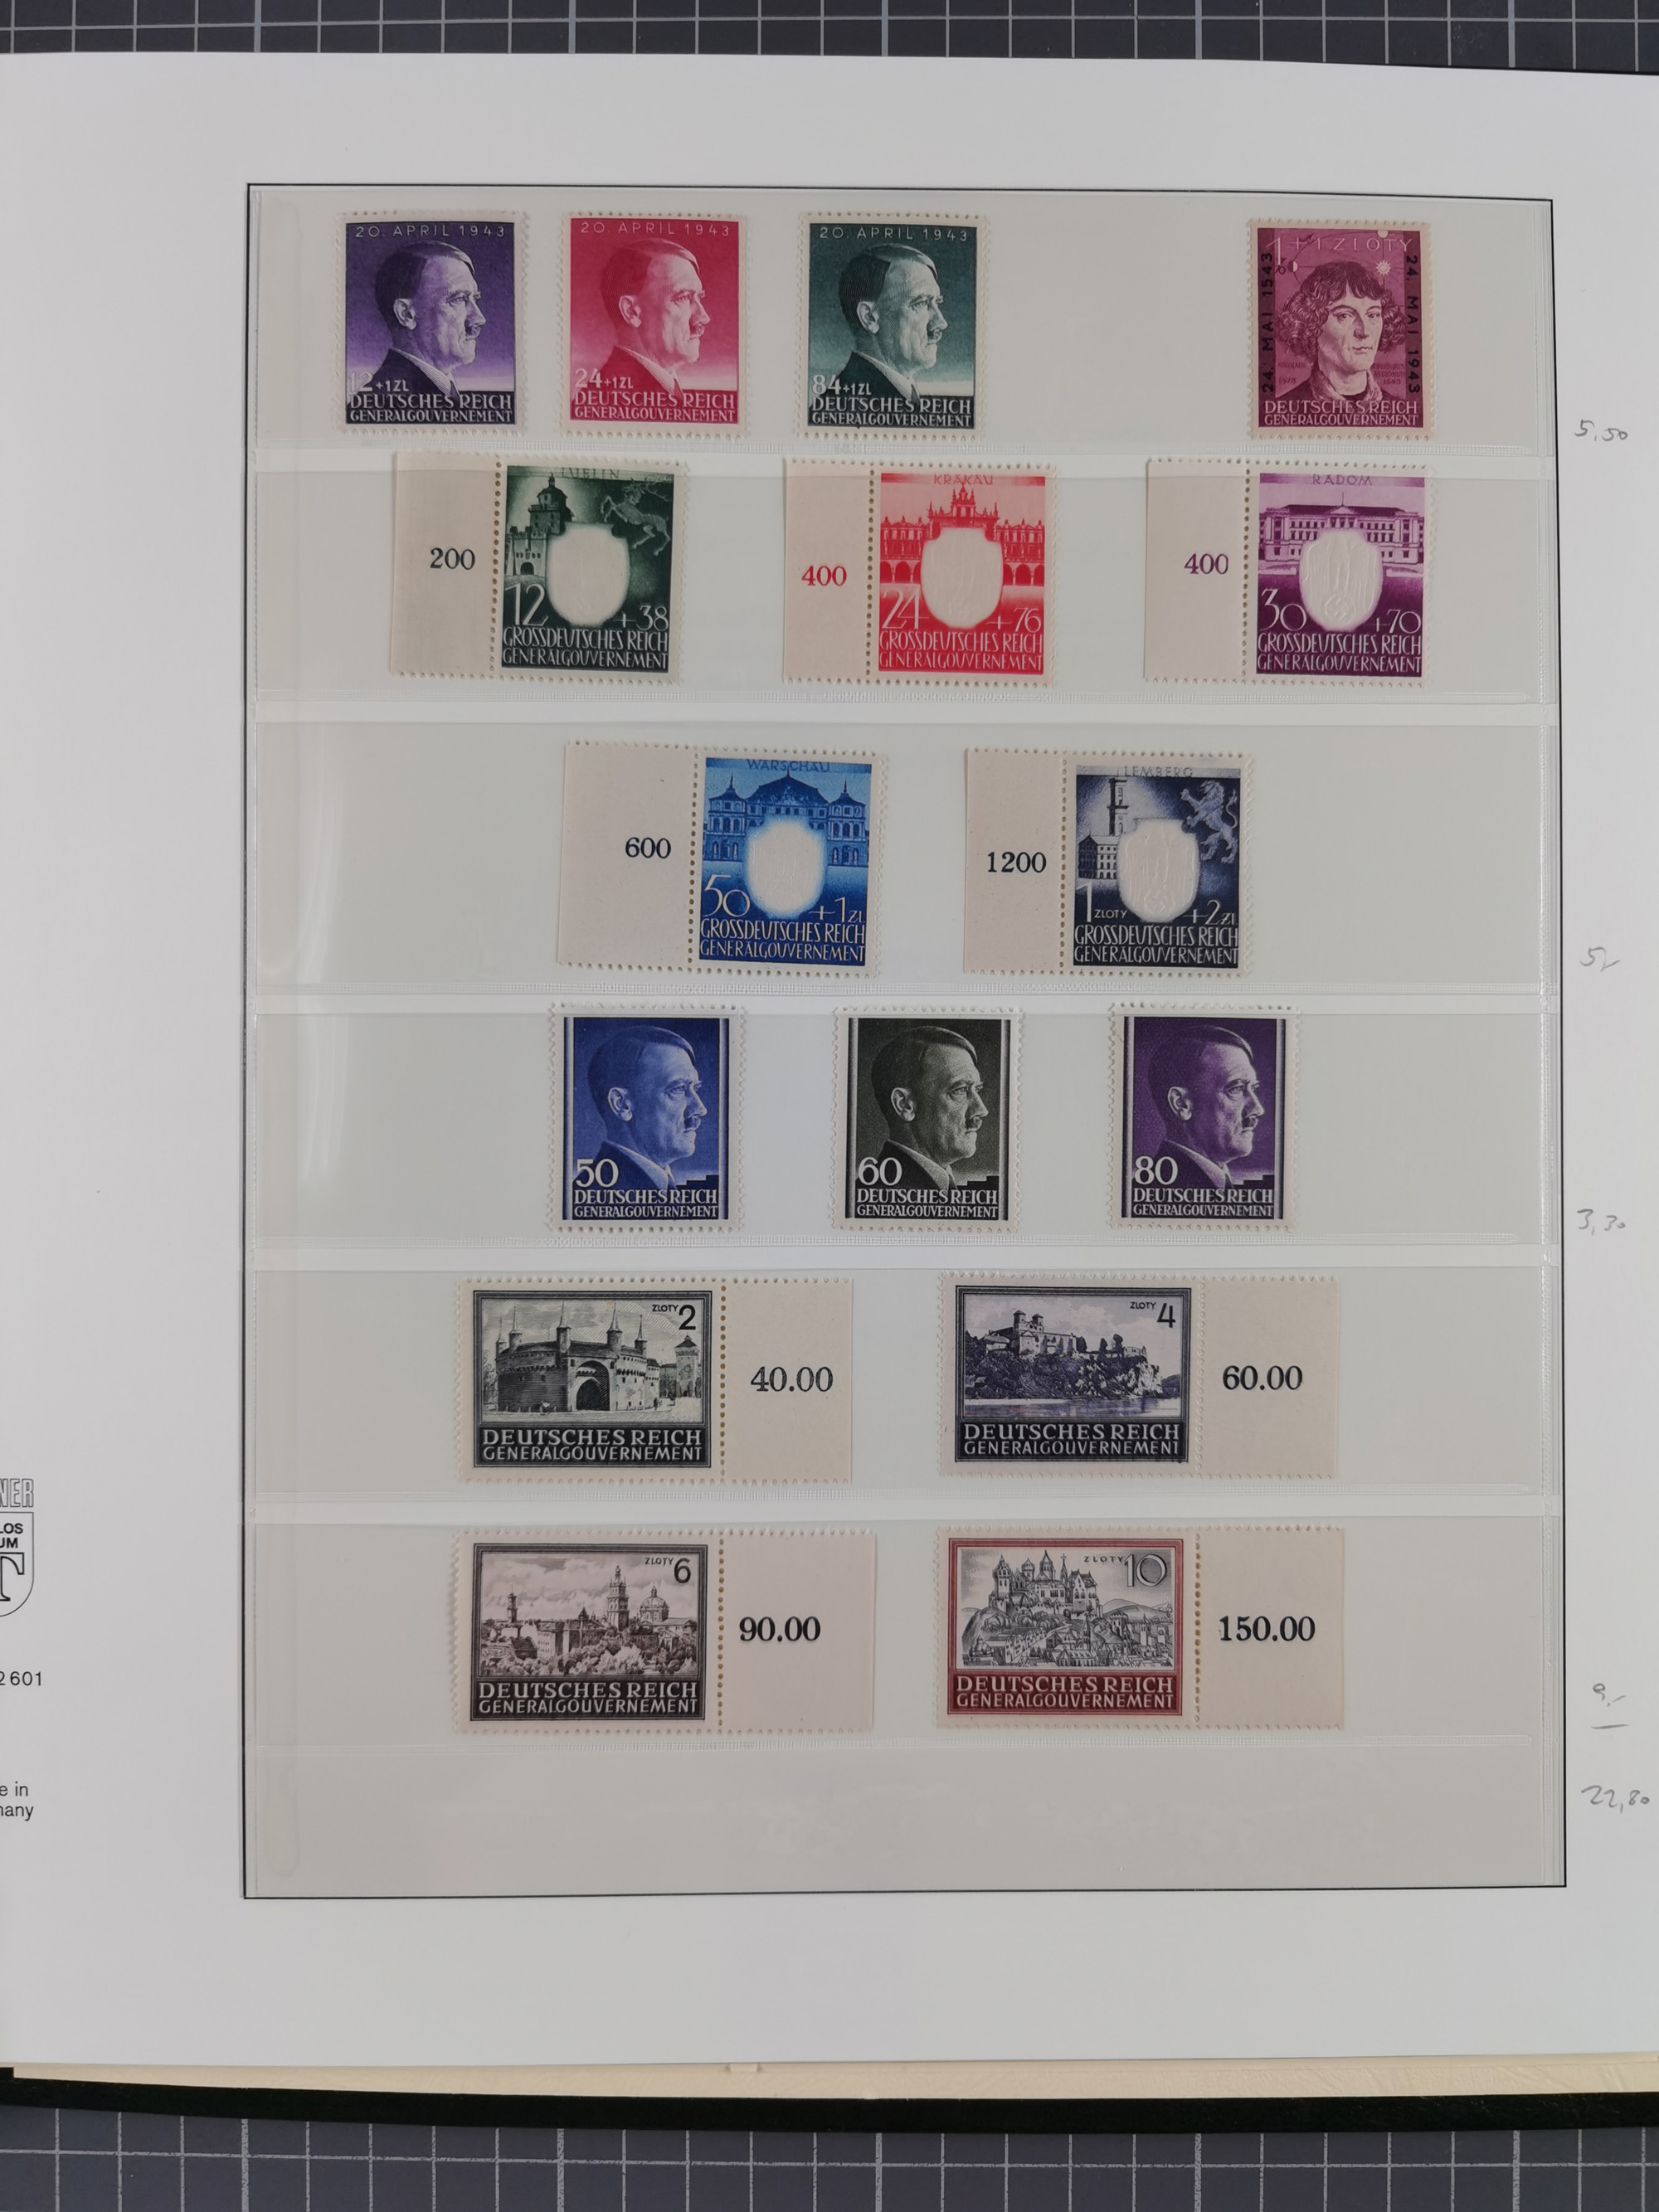 20. APRIL 1943
12+1ZL
DEUTSCHES REICH
GENERALGOUVERNEMENT
20. APRIL 1943
24+1ZL
DEUTSCHES REICH
GENERALGOUVERNEMENT
20. APRIL 1943
84+1ZL
DEUTSCHES REICH
GENERALGOUVERNEMENT
1+1 ZLOTY
24. MAI 1543
24. MAI 1943
DEUTSCHES REICH
GENERALGOUVERNEMENT
5,50
200
LUBLIN
12 +38
GROSSDEUTSCHES REICH
GENERALGOUVERNEMENT
400
KRAKAU
24 +76
GROSSDEUTSCHES REICH
GENERALGOUVERNEMENT
400
RADOM
30 +70
GROSSDEUTSCHES REICH
GENERALGOUVERNEMENT
600
WARSCHAU
50 +1ZL
GROSSDEUTSCHES REICH
GENERALGOUVERNEMENT
1200
LEMBERG
1 ZLOTY +2ZL
GROSSDEUTSCHES REICH
GENERALGOUVERNEMENT
50
DEUTSCHES REICH
GENERALGOUVERNEMENT
60
DEUTSCHES REICH
GENERALGOUVERNEMENT
80
DEUTSCHES REICH
GENERALGOUVERNEMENT
3,30
ZLOTY 2
DEUTSCHES REICH
GENERALGOUVERNEMENT
40.00
ZLOTY 4
DEUTSCHES REICH
GENERALGOUVERNEMENT
60.00
ZLOTY 6
DEUTSCHES REICH
GENERALGOUVERNEMENT
90.00
ZLOTY 10
DEUTSCHES REICH
GENERALGOUVERNEMENT
150.00
9,-
22,80
NER
LOS
UM
T
2601
e in
many